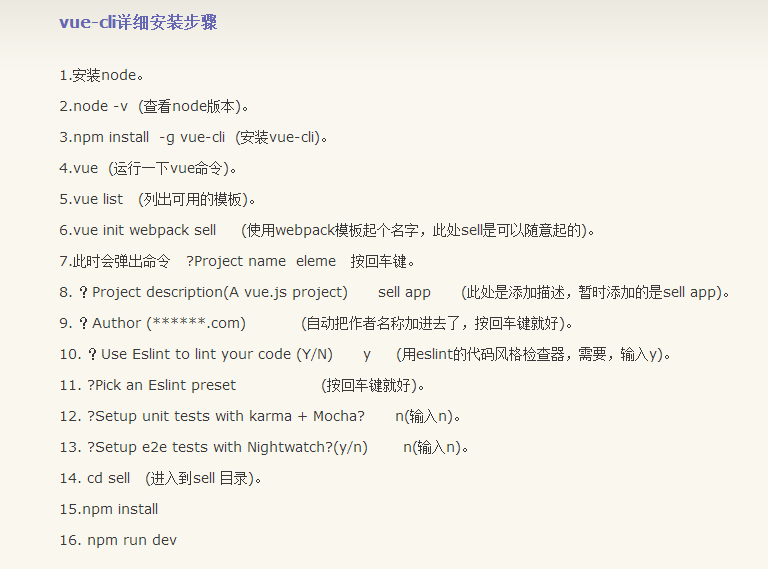 vue-cli详细安装步骤
1.安装node。
2.node -v  (查看node版本)。
3.npm install  -g vue-cli  (安装vue-cli)。
4.vue  (运行一下vue命令)。
5.vue list   (列出可用的模板)。
6.vue init webpack sell     (使用webpack模板起个名字，此处sell是可以随意起的)。
7.此时会弹出命令   ?Project name  eleme   按回车键。
8. ？Project description(A vue.js project)      sell app      (此处是添加描述，暂时添加的是sell app)。
9. ？Author (******.com)           (自动把作者名称加进去了，按回车键就好)。
10. ？Use Eslint to lint your code (Y/N)      y     (用eslint的代码风格检查器，需要，输入y)。
11. ?Pick an Eslint preset                 (按回车键就好)。
12. ?Setup unit tests with karma + Mocha?      n(输入n)。
13. ?Setup e2e tests with Nightwatch?(y/n)       n(输入n)。
14. cd sell   (进入到sell 目录)。
15.npm install
16. npm run dev